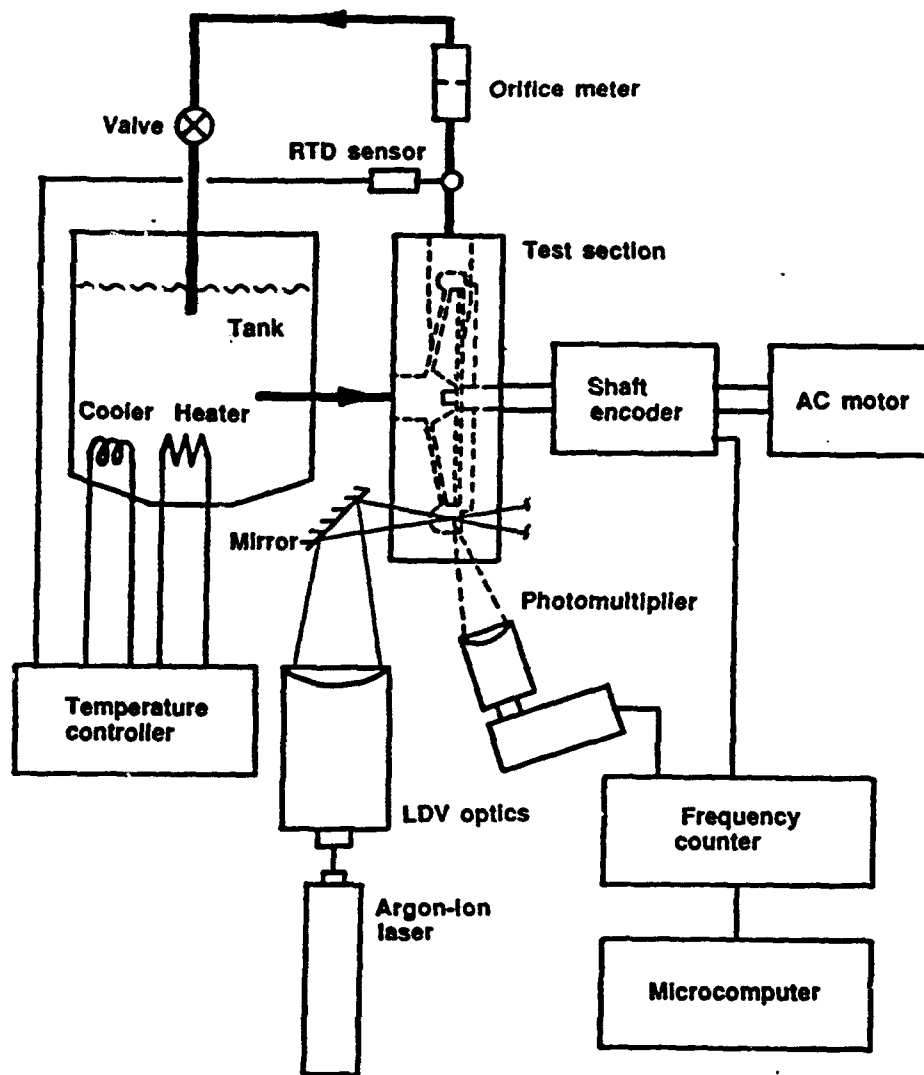 Orifice meter
Valve
RTD sensor
Test section
Tank
Cooler
Heater
Shaft
encoder
AC motor
Mirror
Photomultiplier
Temperature
controller
LDV optics
Frequency
counter
Argon-ion
laser
Microcomputer